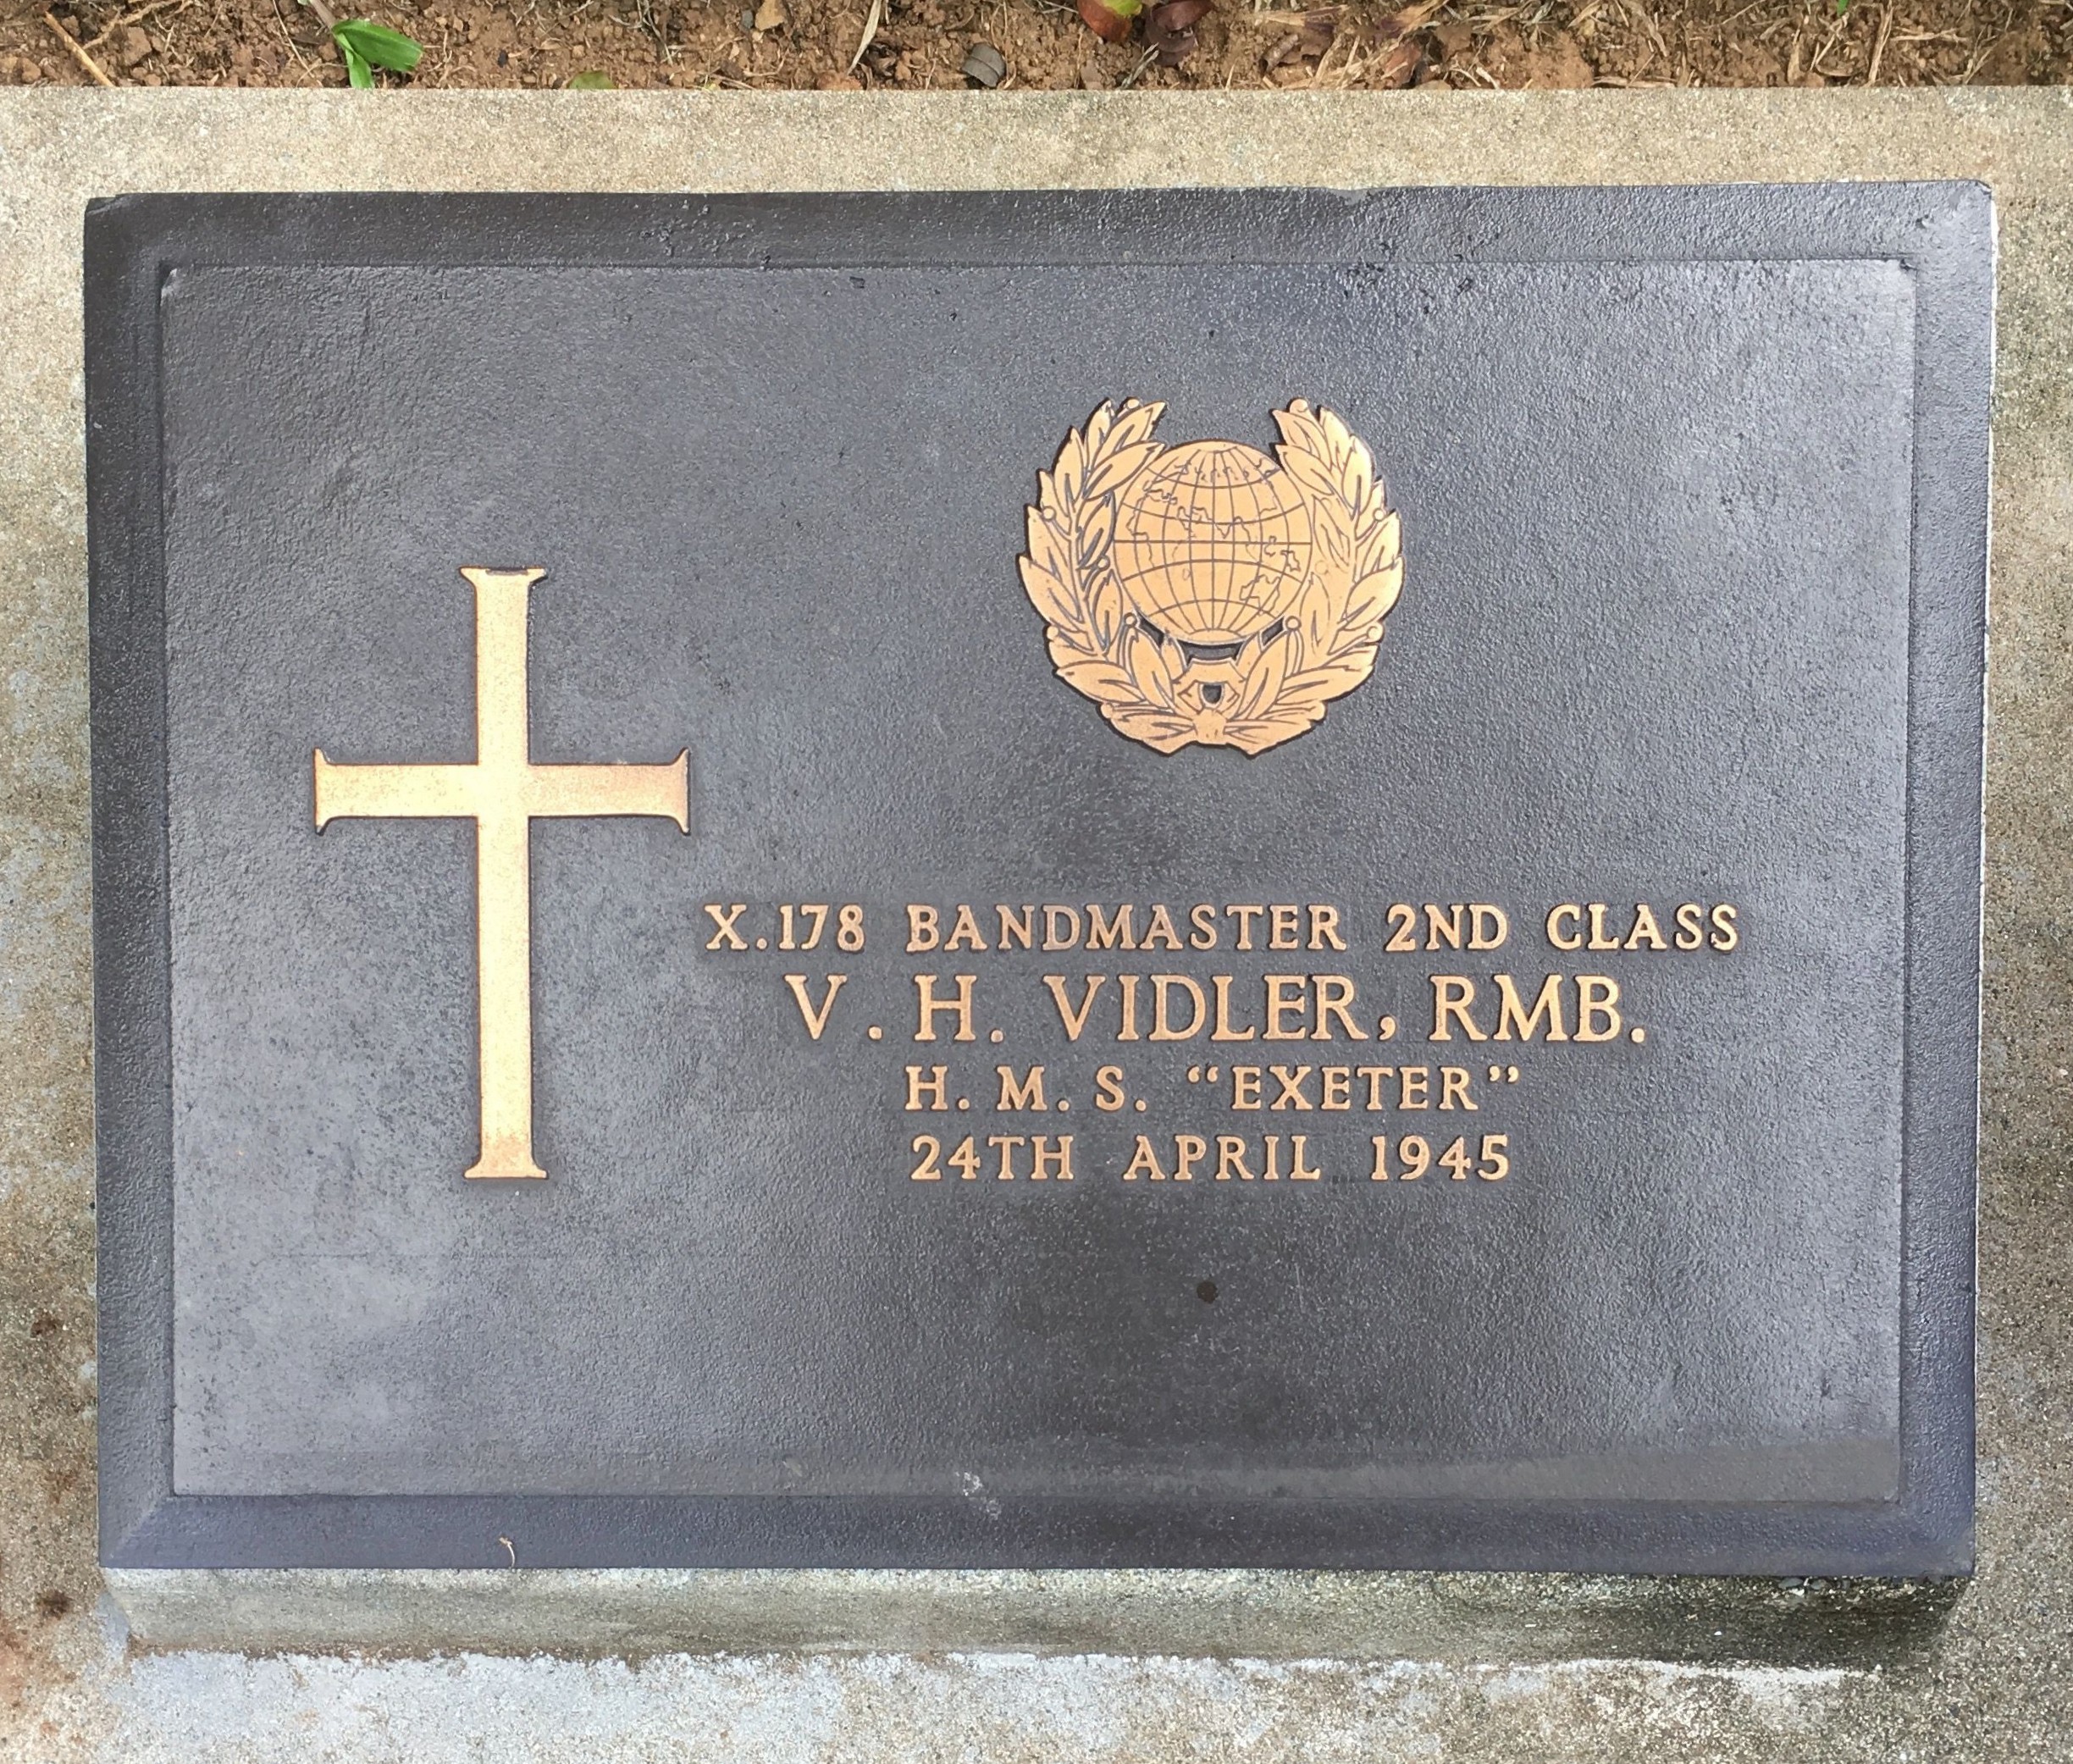 X.178 BANDMASTER 2ND CLASS
V. H. VIDLER, RMB.
H. M. S. “EXETER”
24TH APRIL 1945